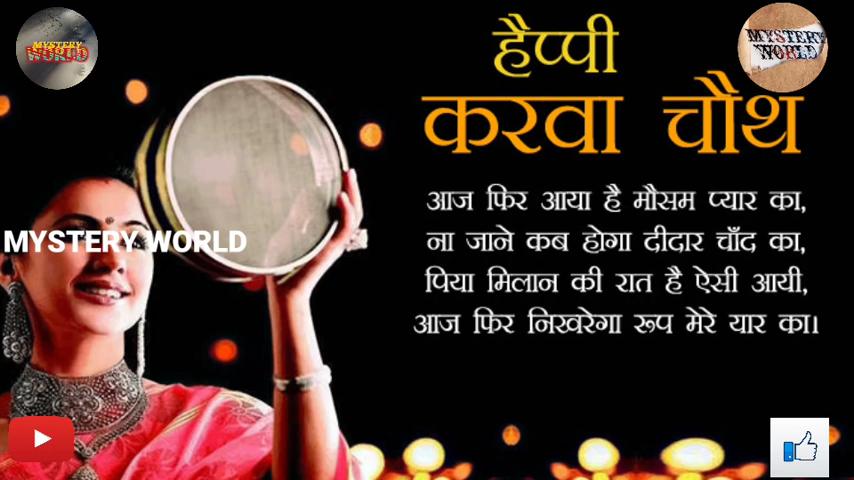 MYSTERY
WORLD
MYSTERY
WORLD
हैप्पी
करवा चौथ
आज फिर आया है मौसम प्यार का,
ना जाने कब होगा दीदार चाँद का,
पिया मिलान की रात है ऐसी आयी,
आज फिर निखरेगा रूप मेरे यार का।
MYSTERY WORLD